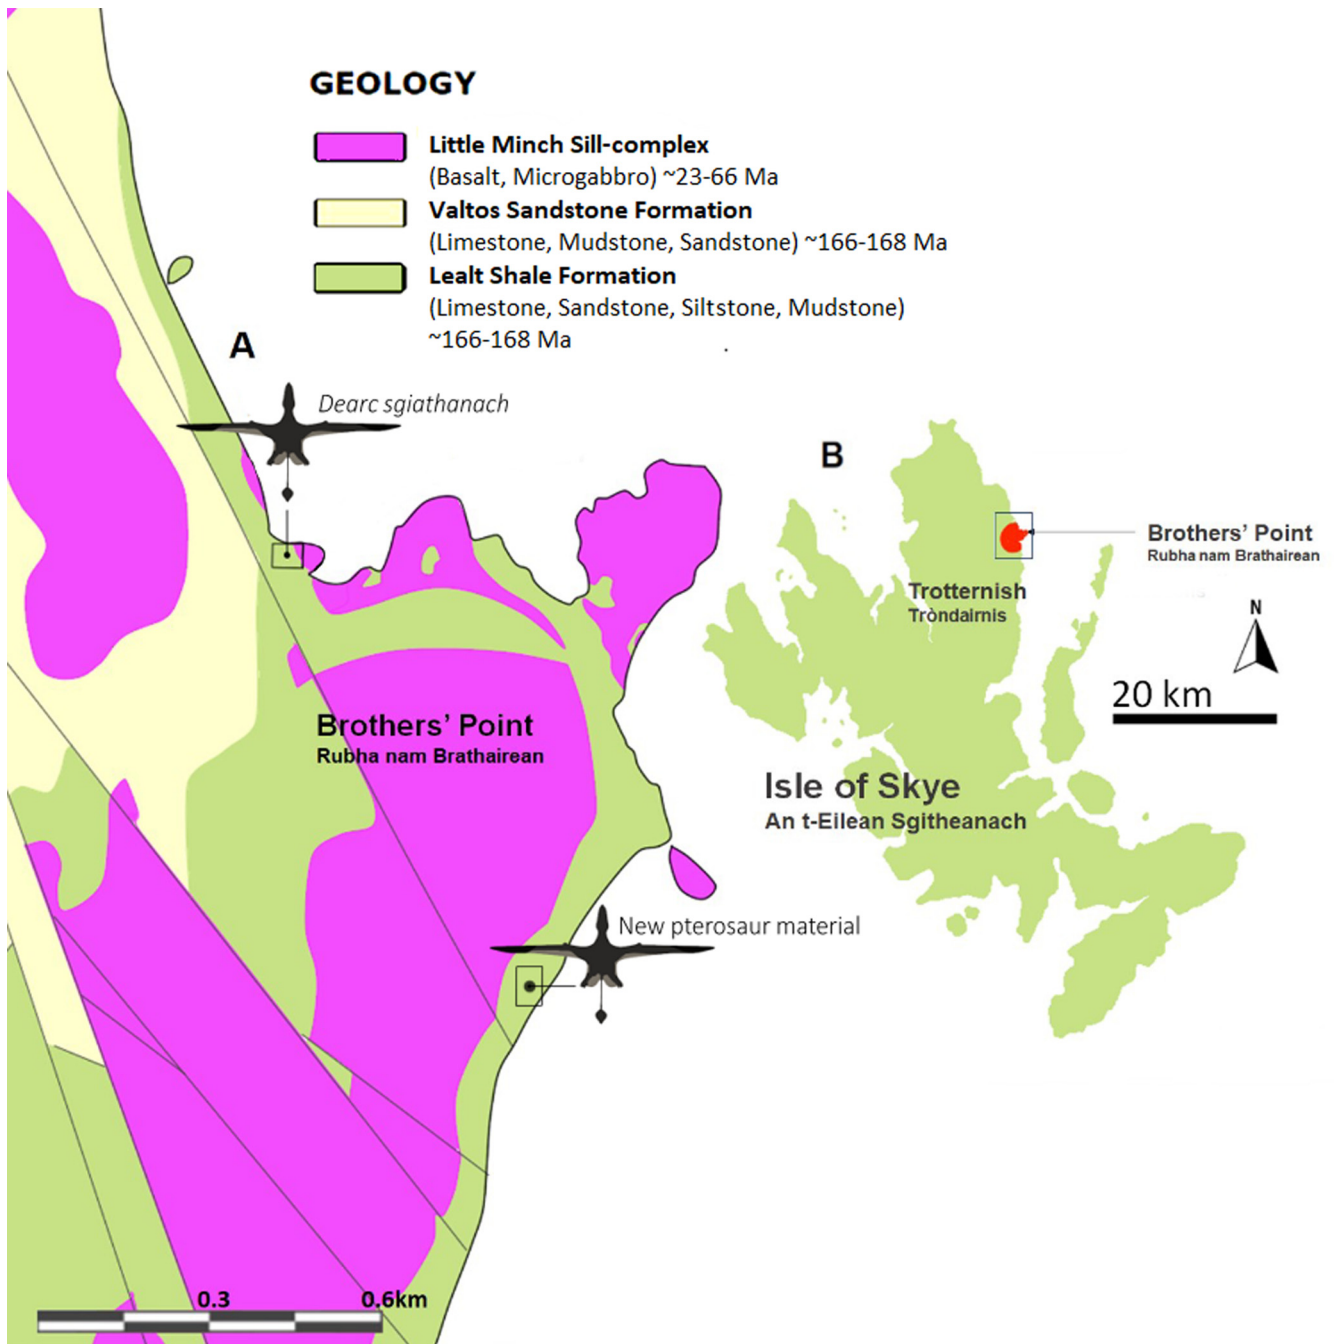 GEOLOGY
Little Minch Sill-complex
(Basalt, Microgabbro) ~23-66 Ma
Valtos Sandstone Formation
(Limestone, Mudstone, Sandstone) ~166-168 Ma
Lealt Shale Formation
(Limestone, Sandstone, Siltstone, Mudstone)
~166-168 Ma
A
Dearc sgiathanach
B
Brothers’ Point
Rubha nam Brathairean
Trotternish
Tròndairnis
N
20 km
Brothers’ Point
Rubha nam Brathairean
Isle of Skye
An t-Eilean Sgitheanach
New pterosaur material
0.3
0.6km